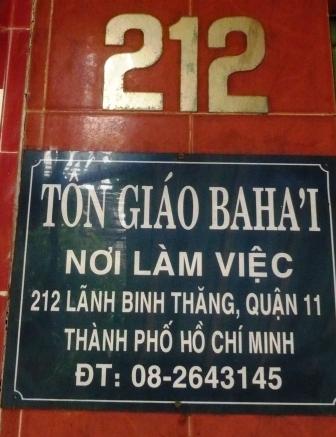 212
TÔN GIÁO BAHA'I
NƠI LÀM VIỆC
212 LÃNH BINH THĂNG, QUẬN 11
THÀNH PHỐ HỒ CHÍ MINH
ĐT: 08-2643145